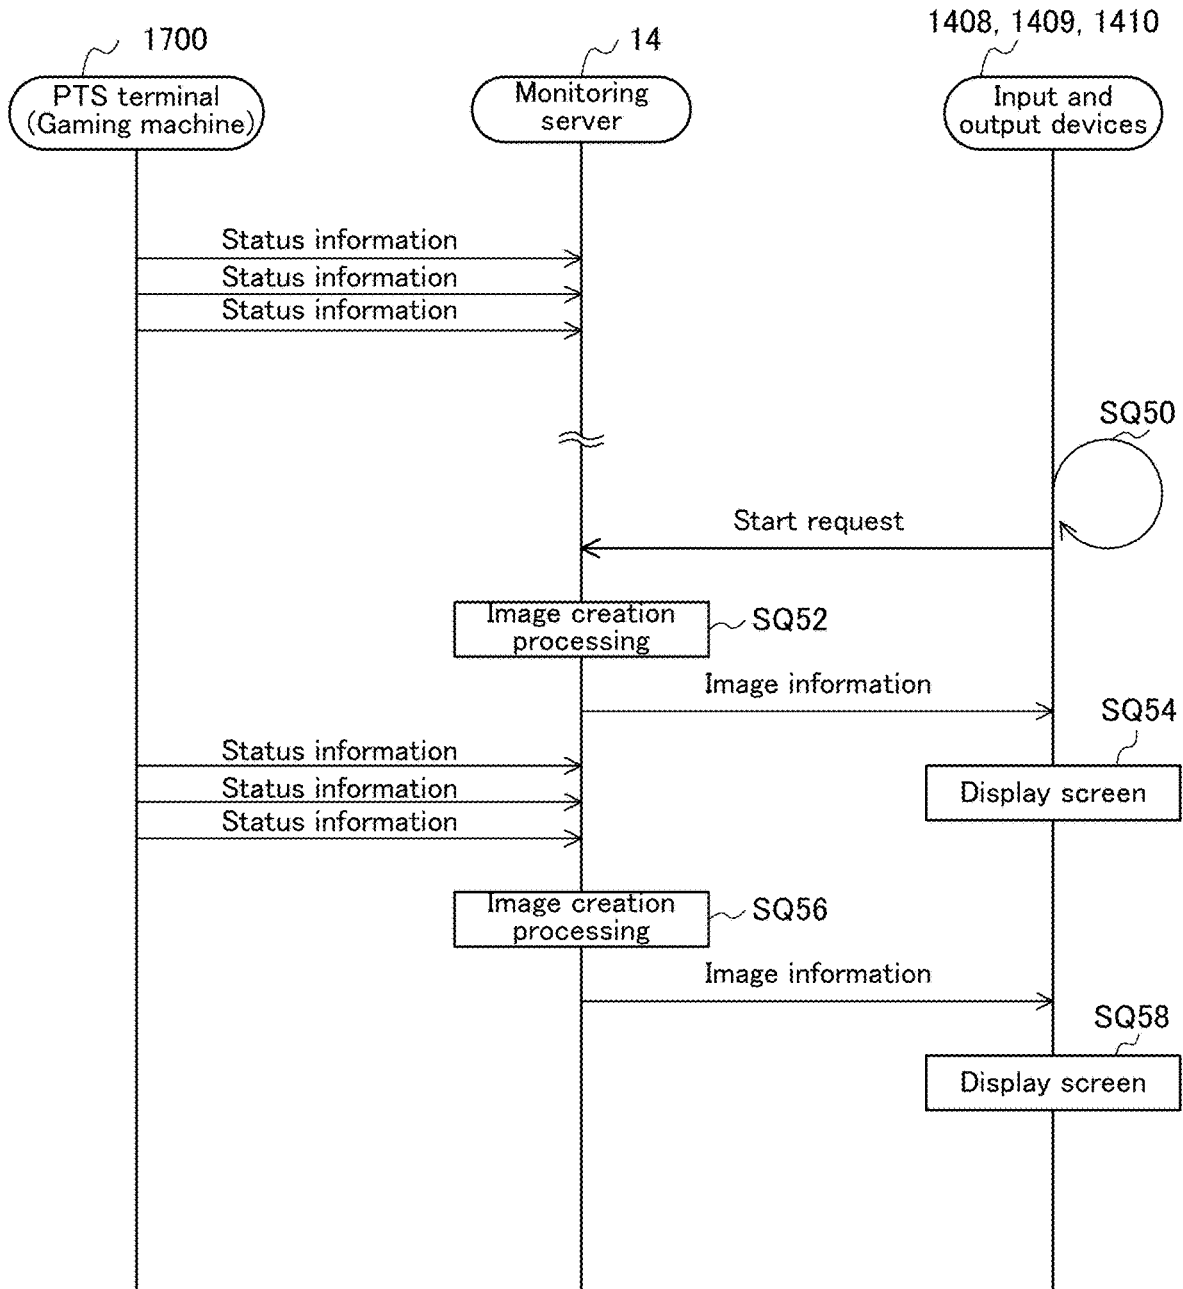 1700
14
1408, 1409, 1410
PTS terminal
(Gaming machine)
Monitoring
server
Input and
output devices
Status information
Status information
Status information
SQ50
Start request
Image creation
processing
SQ52
Image information
SQ54
Status information
Status information
Status information
Display screen
Image creation
processing
SQ56
Image information
SQ58
Display screen